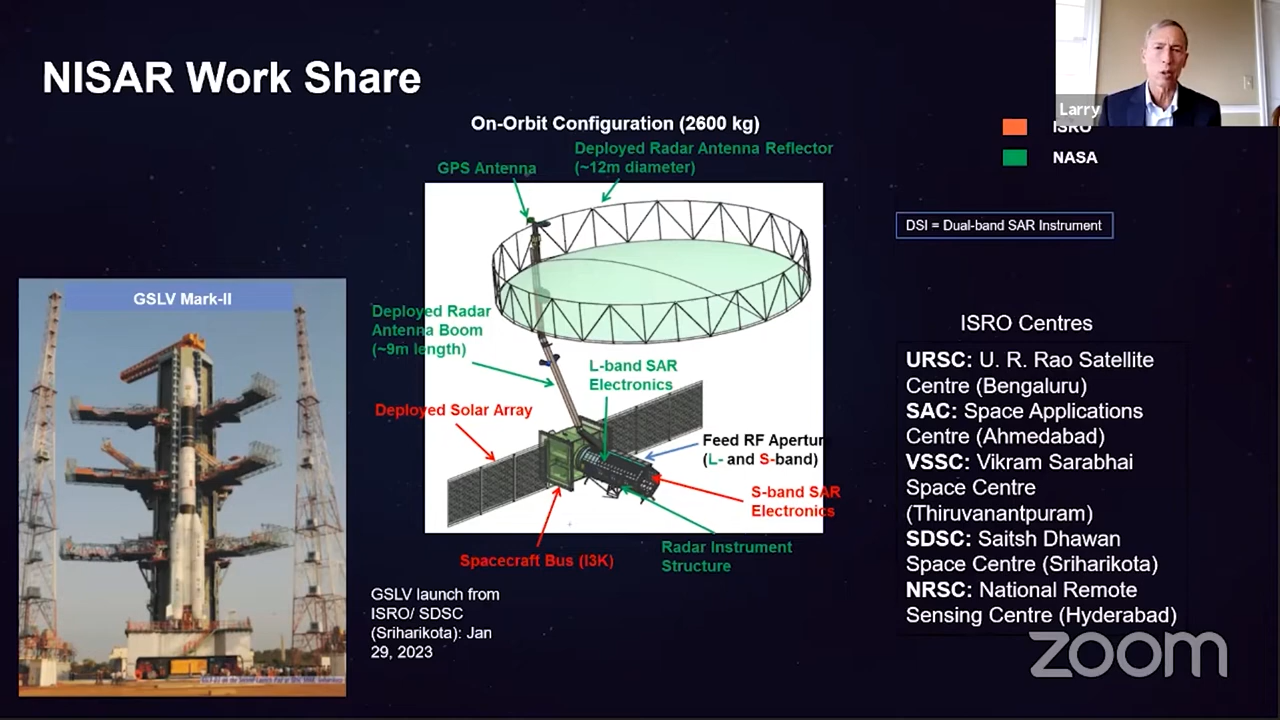 NISAR Work Share
Larry
On-Orbit Configuration (2600 kg)
ISRO
NASA
GPS Antenna
Deployed Radar Antenna Reflector
(~12m diameter)
DSI = Dual-band SAR Instrument
GSLV Mark-II
Deployed Radar
Antenna Boom
(~9m length)
L-band SAR
Electronics
Deployed Solar Array
Feed RF Apertur
(L- and S-band)
S-band SAR
Electronics
Spacecraft Bus (I3K)
Radar Instrument
Structure
GSLV launch from
ISRO/ SDSC
(Sriharikota): Jan
29, 2023
ISRO Centres
URSC: U. R. Rao Satellite
Centre (Bengaluru)
SAC: Space Applications
Centre (Ahmedabad)
VSSC: Vikram Sarabhai
Space Centre
(Thiruvanantpuram)
SDSC: Saitsh Dhawan
Space Centre (Sriharikota)
NRSC: National Remote
Sensing Centre (Hyderabad)
zoom